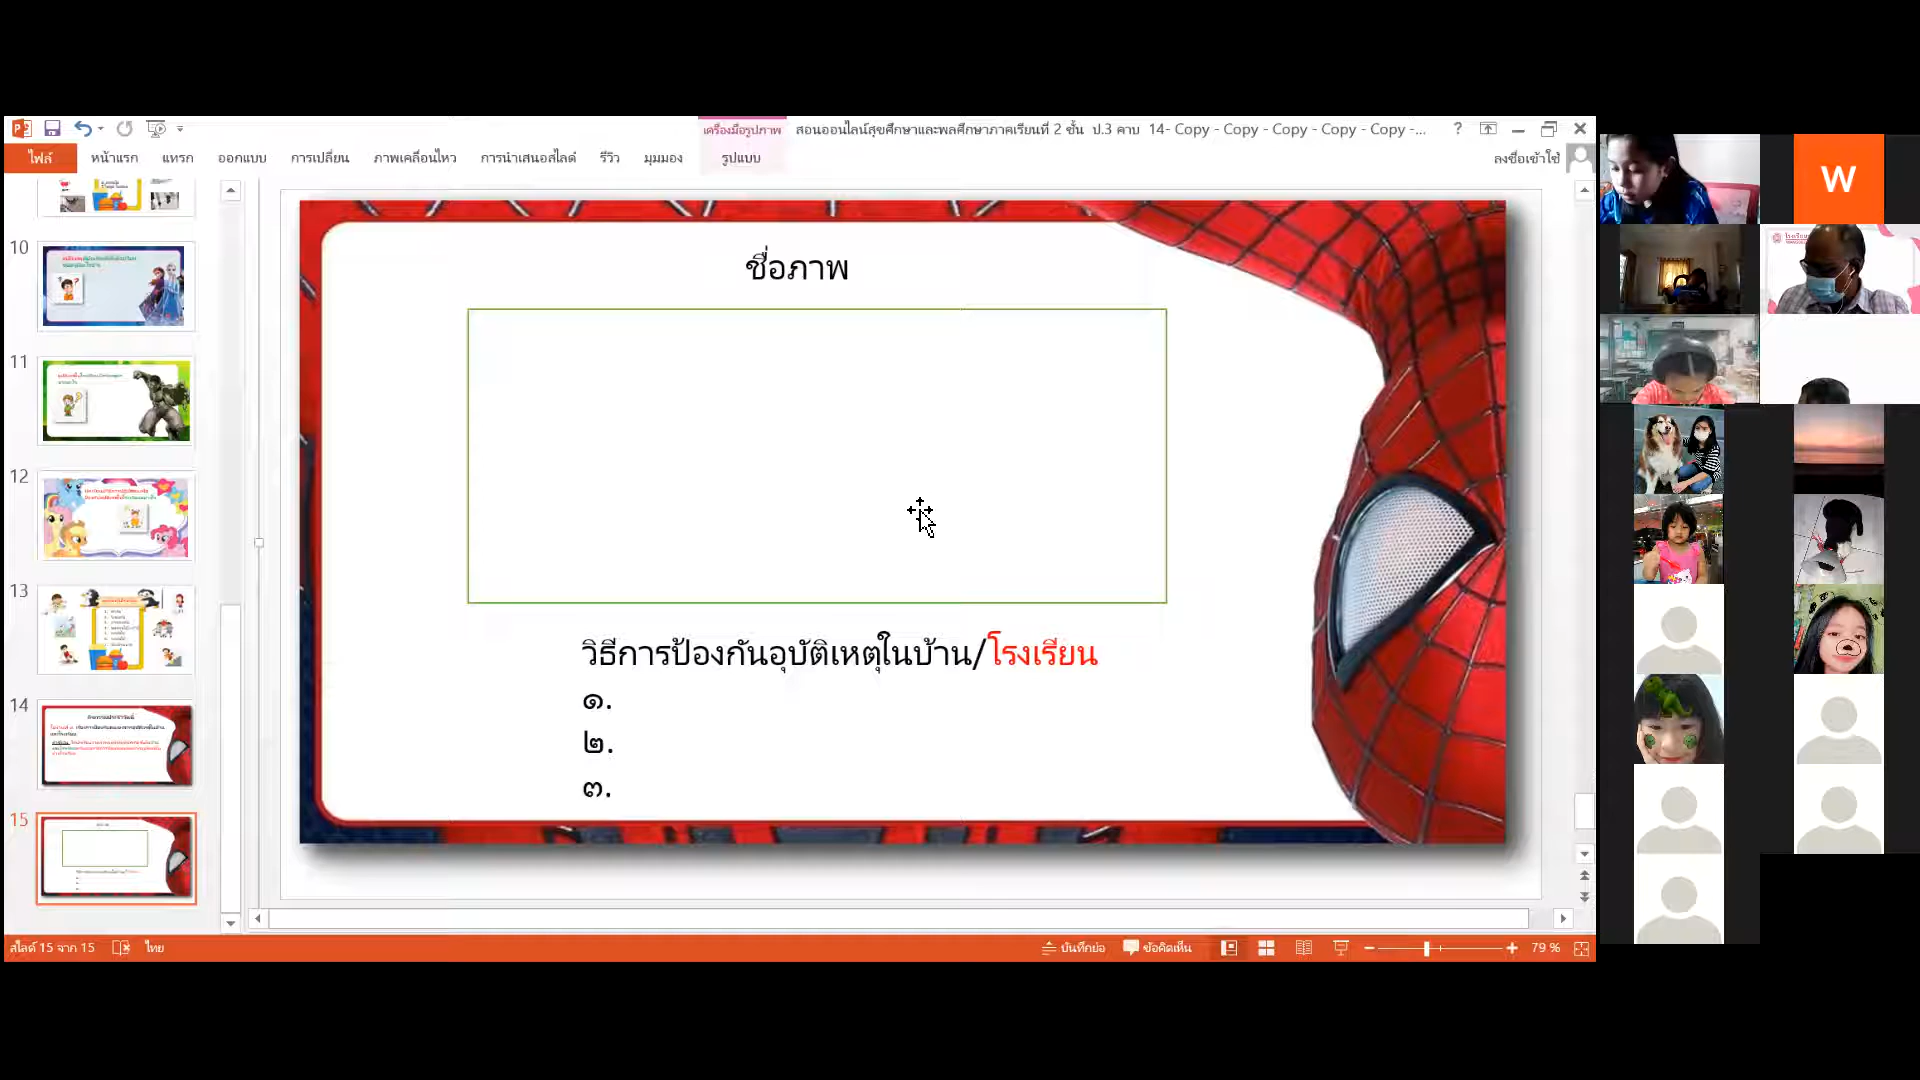 เครื่องมือรูปภาพ
สอนออนไลน์สุขศึกษาและพลศึกษาภาคเรียนที่ 2 ชั้น ป.3 คาบ 14- Copy - Copy - Copy - Copy - Copy -...
?
ไฟล์
หน้าแรก
แทรก
ออกแบบ
การเปลี่ยน
ภาพเคลื่อนไหว
การนำเสนอสไลด์
รีวิว
มุมมอง
รูปแบบ
ลงชื่อเข้าใช้
W
10
11
12
13
14
15
ชื่อภาพ
วิธีการป้องกันอุบัติเหตุในบ้าน/โรงเรียน
๑.
๒.
๓.
สไลด์ 15 จาก 15
ไทย
บันทึกย่อ
ข้อคิดเห็น
79 %